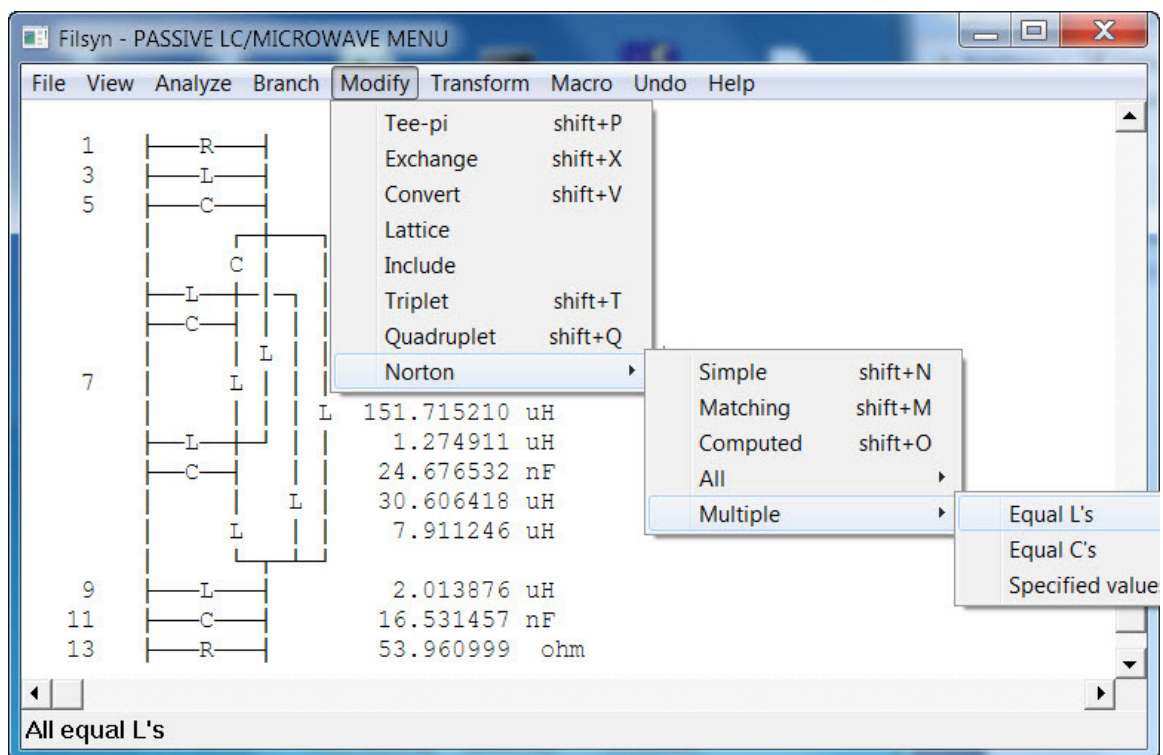 Filsyn - PASSIVE LC/MICROWAVE MENU
File View Analyze Branch Modify Transform Macro Undo Help
Tee-pi shift+P
1 R
Exchange shift+X
3 L
Convert shift+V
5 C
Lattice
C
Include
L
Triplet shift+T
C
Quadruplet shift+Q
L
Norton
7 L
Simple shift+N
L 151.715210 uH
Matching shift+M
L 1.274911 uH
Computed shift+O
C 24.676532 nF
All
L 30.606418 uH
Multiple
Equal L's
L 7.911246 uH
Equal C's
9 L 2.013876 uH
Specified value
11 C 16.531457 nF
13 R 53.960999 ohm
All equal L's